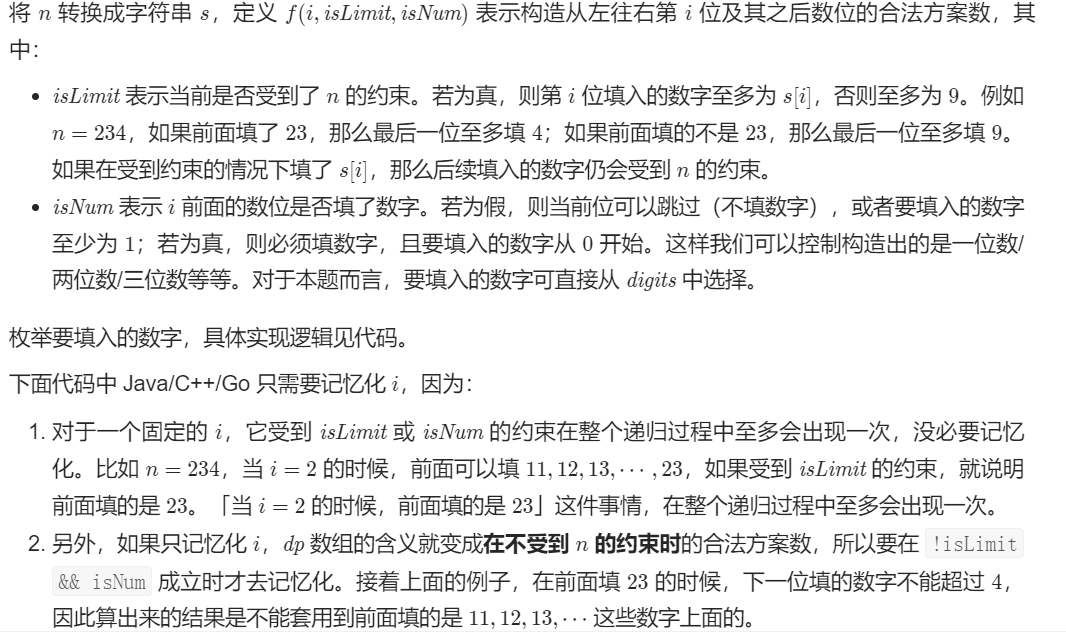 将 n 转换成字符串 s，定义 f(i, isLimit, isNum) 表示构造从左往右第 i 位及其之后数位的合法方案数，其
中：
• isLimit 表示当前是否受到了 n 的约束。若为真，则第 i 位填入的数字至多为 s[i]，否则至多为 9。例如
n = 234，如果前面填了 23，那么最后一位至多填 4；如果前面填的不是 23，那么最后一位至多填 9。
如果在受到约束的情况下填了 s[i]，那么后续填入的数字仍会受到 n 的约束。
• isNum 表示 i 前面的数位是否填了数字。若为假，则当前位可以跳过（不填数字），或者要填入的数字
至少为 1；若为真，则必须填数字，且要填入的数字从 0 开始。这样我们可以控制构造出的是一位数/
两位数/三位数等等。对于本题而言，要填入的数字可直接从 digits 中选择。
枚举要填入的数字，具体实现逻辑见代码。
下面代码中 Java/C++/Go 只需要记忆化 i，因为：
1. 对于一个固定的 i，它受到 isLimit 或 isNum 的约束在整个递归过程中至多会出现一次，没必要记忆
化。比如 n = 234，当 i = 2 的时候，前面可以填 11, 12, 13, ⋯ , 23，如果受到 isLimit 的约束，就说明
前面填的是 23。「当 i = 2 的时候，前面填的是 23」这件事情，在整个递归过程中至多会出现一次。
2. 另外，如果只记忆化 i，dp 数组的含义就变成在不受到 n 的约束时的合法方案数，所以要在 !isLimit
&& isNum 成立时才去记忆化。接着上面的例子，在前面填 23 的时候，下一位填的数字不能超过 4，
因此算出来的结果是不能套用到前面填的是 11, 12, 13, ⋯ 这些数字上面的。